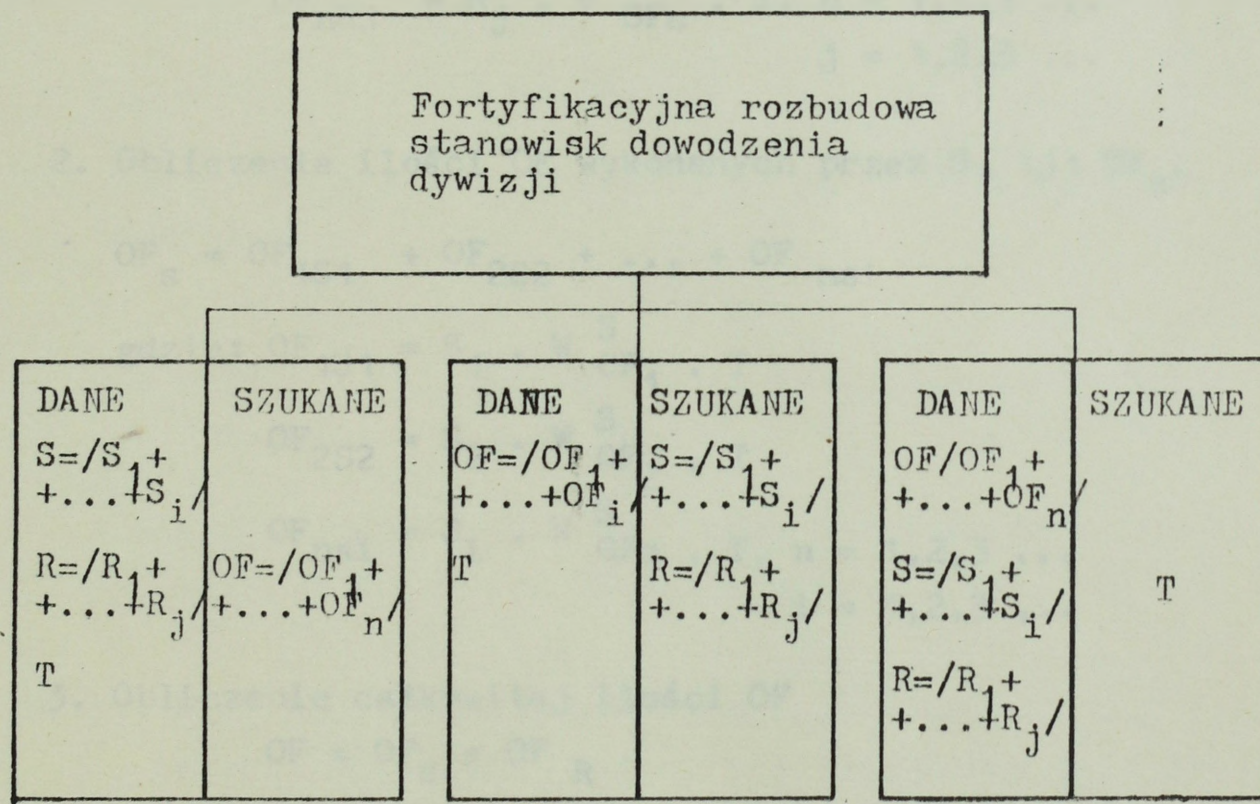 Fortyfikacyjna rozbudowa
stanowisk dowodzenia
dywizji
DANE
S=/S₁+
+...+Sᵢ/
R=/R₁+
+...+Rⱼ/
T
SZUKANE
OF=/OF₁+
+...+OFₙ/
DANE
OF=/OF₁+
+...+OFᵢ/
T
SZUKANE
S=/S₁+
+...+Sᵢ/
R=/R₁+
+...+Rⱼ/
DANE
OF/OF₁+
+...+OFₙ/
S=/S₁+
+...+Sᵢ/
R=/R₁+
+...+Rⱼ/
SZUKANE
T